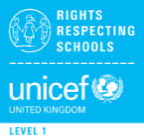 RIGHTS
RESPECTING
SCHOOLS
unicef
UNITED KINGDOM
LEVEL 1